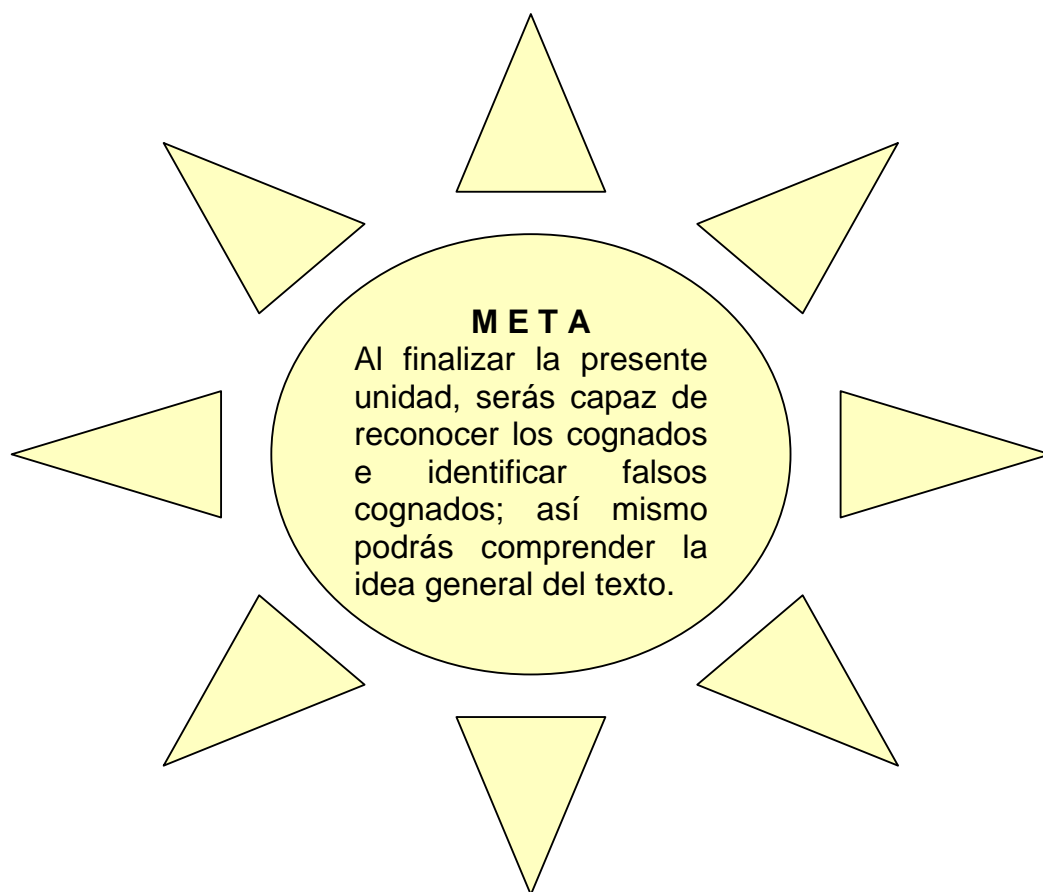 M E T A
Al finalizar la presente
unidad, serás capaz de
reconocer los cognados
e identificar falsos
cognados; así mismo
podrás comprender la
idea general del texto.